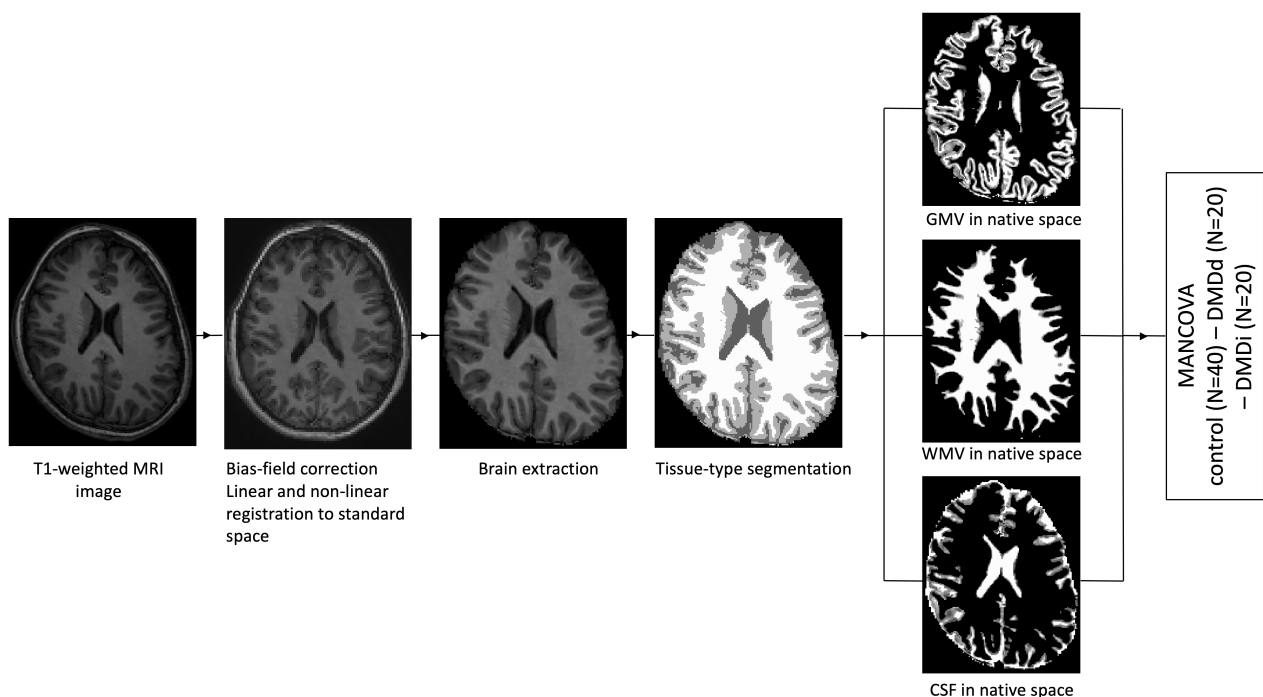 T1-weighted MRI
image
Bias-field correction
Linear and non-linear
registration to standard
space
Brain extraction
Tissue-type segmentation
GMV in native space
WMV in native space
CSF in native space
MANCOVA
control (N=40) – DMDd (N=20)
– DMDi (N=20)